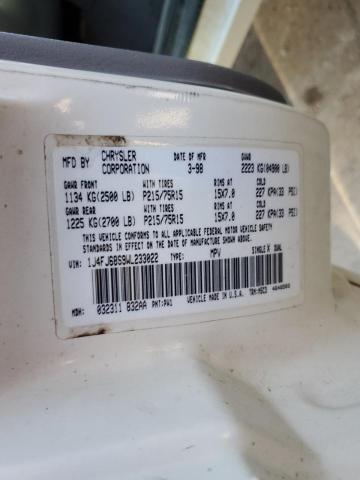 MFD BY CHRYSLER CORPORATION DATE OF MFR 3-98 GVWR 2223 KG(04900 LB)
GAWR FRONT WITH TIRES RIMS AT COLD
1134 KG(2500 LB) P215/75R15 15X7.0 227 KPA(33 PSI)
GAWR REAR WITH TIRES RIMS AT COLD
1225 KG(2700 LB) P215/75R15 15X7.0 227 KPA(33 PSI)
THIS VEHICLE CONFORMS TO ALL APPLICABLE FEDERAL MOTOR VEHICLE SAFETY
STANDARDS IN EFFECT ON THE DATE OF MANUFACTURE SHOWN ABOVE.
VIN: 1J4FJ68S9WL233022 TYPE: MPV SINGLE X DUAL
MDH: 032311 832AA PNT:PW1 MADE IN U.S.A. TRM:M5C3